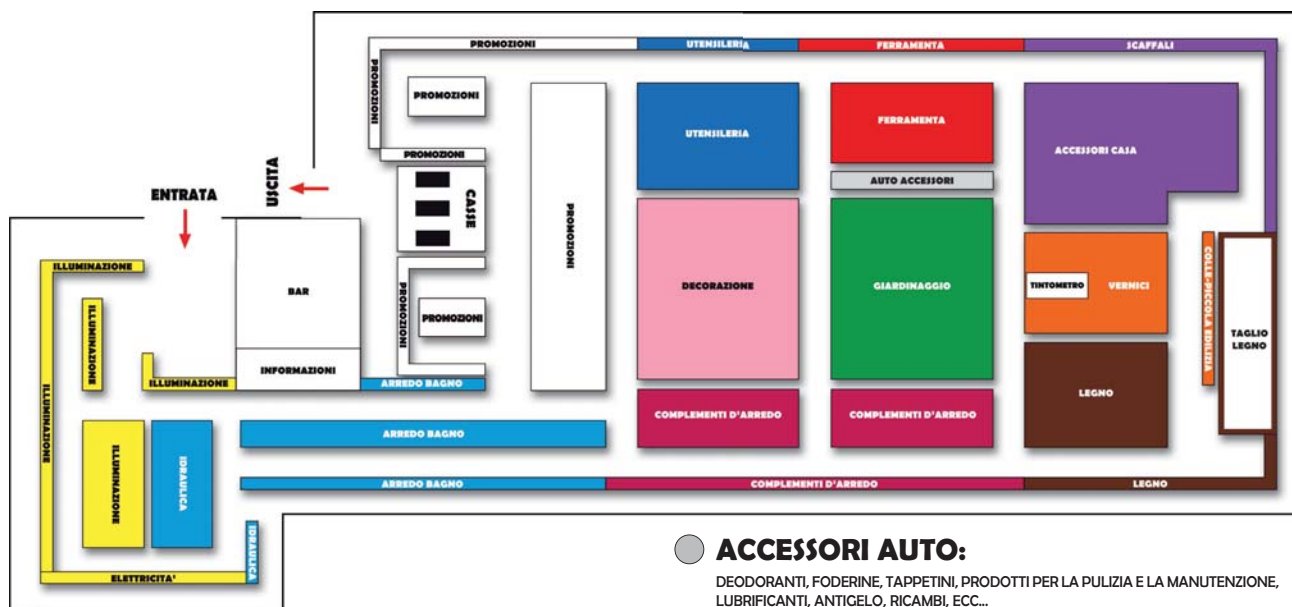 PROMOZIONI
UTENSILERIA
FERRAMENTA
SCAFFALI
PROMOZIONI
PROMOZIONI
UTENSILERIA
FERRAMENTA
ACCESSORI CASA
PROMOZIONI
AUTO ACCESSORI
USCITA
ENTRATA
CASSE
PROMOZIONI
ILLUMINAZIONE
BAR
PROMOZIONI
DECORAZIONE
GIARDINAGGIO
TINTOMETRO
VERNICI
COLLE-PICCOLA EDILIZIA
TAGLIO
LEGNO
ILLUMINAZIONE
PROMOZIONI
INFORMAZIONI
ILLUMINAZIONE
ARREDO BAGNO
LEGNO
ILLUMINAZIONE
COMPLEMENTI D'ARREDO
COMPLEMENTI D'ARREDO
ARREDO BAGNO
ILLUMINAZIONE
IDRAULICA
ARREDO BAGNO
COMPLEMENTI D'ARREDO
LEGNO
IDRAULICA
ELETTRICITA'
ACCESSORI AUTO:
DEODORANTI, FODERINE, TAPPETINI, PRODOTTI PER LA PULIZIA E LA MANUTENZIONE,
LUBRIFICANTI, ANTIGELO, RICAMBI, ECC...